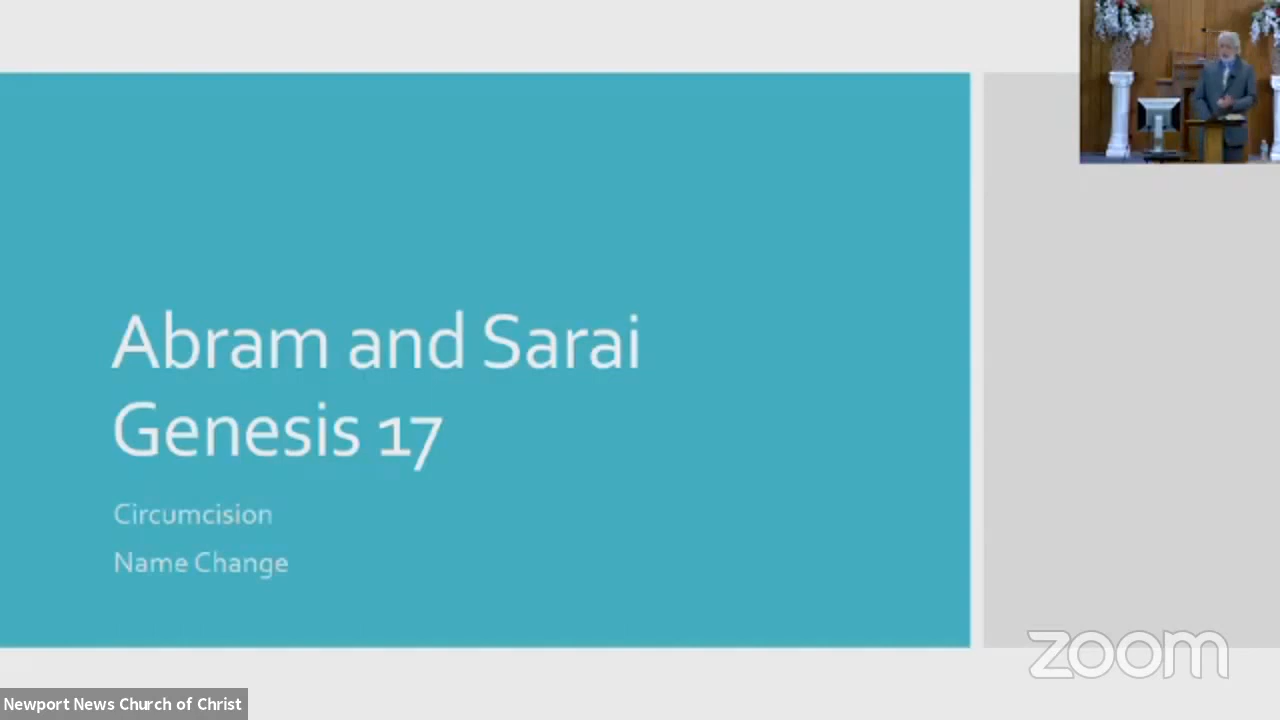 Abram and Sarai
Genesis 17
Circumcision
Name Change
zoom
Newport News Church of Christ